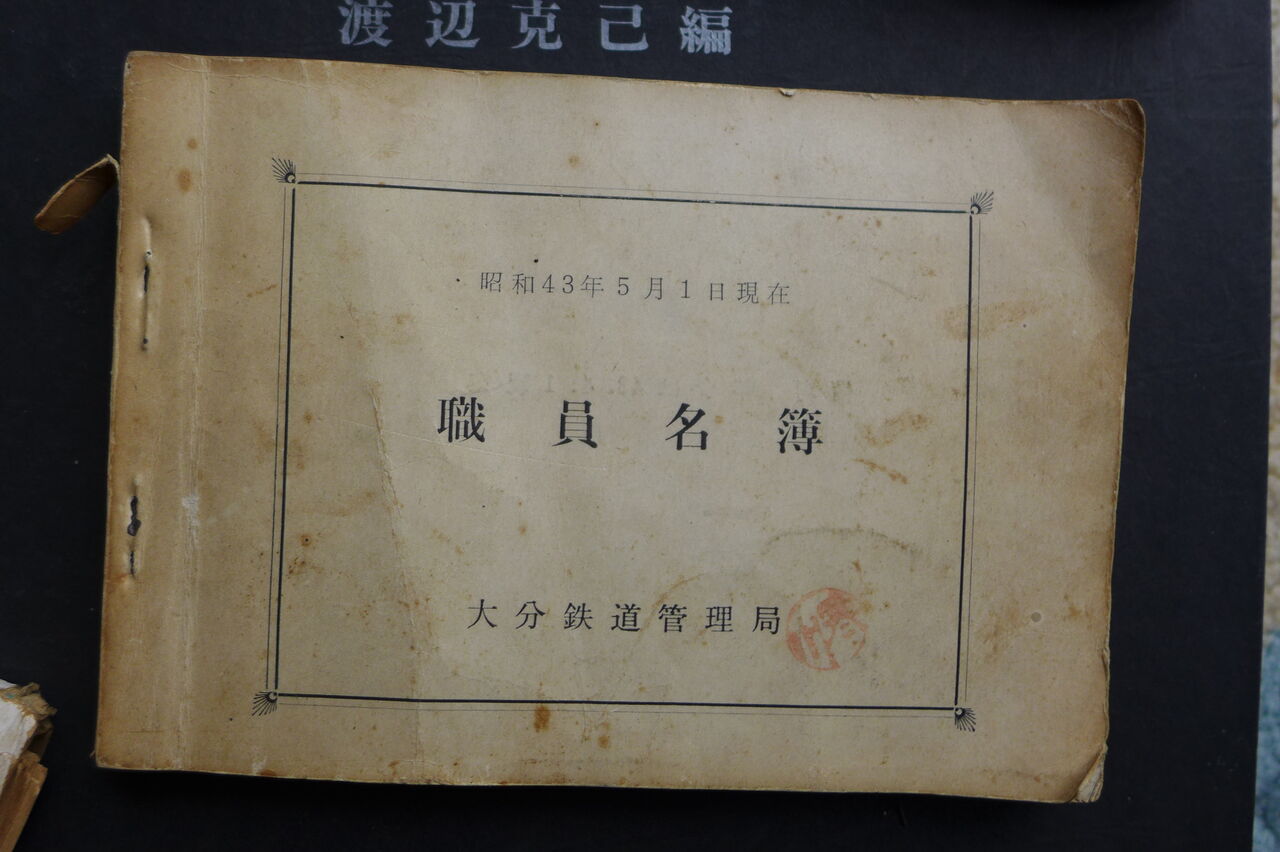 渡辺克己編
昭和43年5月1日現在
職員名簿
大分鉄道管理局